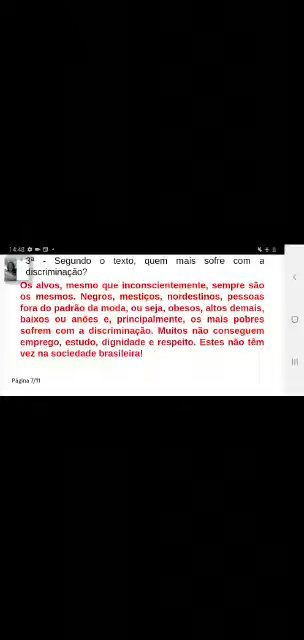 14:48
3ª - Segundo o texto, quem mais sofre com a
discriminação?
Os alvos, mesmo que inconscientemente, sempre são
os mesmos. Negros, mestiços, nordestinos, pessoas
fora do padrão da moda, ou seja, obesos, altos demais,
baixos ou anões e, principalmente, os mais pobres
sofrem com a discriminação. Muitos não conseguem
emprego, estudo, dignidade e respeito. Estes não têm
vez na sociedade brasileira!
Página 7/11